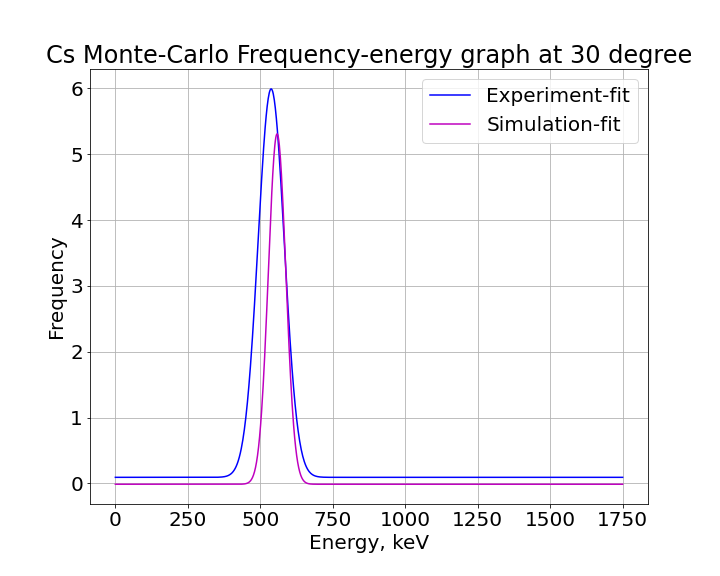 Cs Monte-Carlo Frequency-energy graph at 30 degree
Experiment-fit
Simulation-fit
Frequency
6
5
4
3
2
1
0
0 250 500 750 1000 1250 1500 1750
Energy, keV